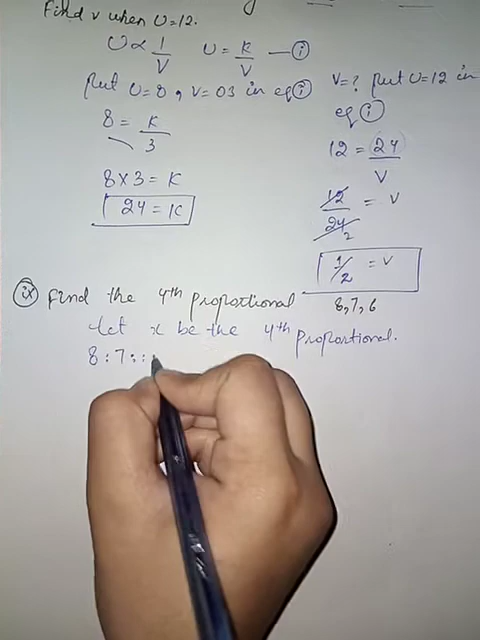 Find v when U=12.
U ∝ 1/V U = K/V — (i)
Put U=8, V=03 in eq (i)
8 = K/3
8×3 = K
24 = K
V=? put U=12 in
eq (i)
12 = 24/V
12/24 2 = V
1/2 = V
(ix) Find the 4th proportional 8,7,6
Let x be the 4th proportional.
8 : 7 : :